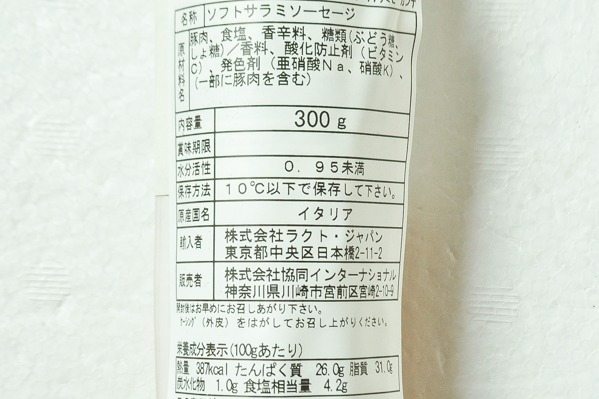 名称 ソフトサラミソーセージ
原材料名 豚肉、食塩、香辛料、糖類(ぶどう糖、
しょ糖)/香料、酸化防止剤(ビタミン
C)、発色剤(亜硝酸Na、硝酸K)、
(一部に豚肉を含む)
内容量 300g
賞味期限
水分活性 0.95未満
保存方法 10℃以下で保存して下さい。
原産国名 イタリア
輸入者 株式会社ラクト・ジャパン
東京都中央区日本橋2-11-2
販売者 株式会社協同インターナショナル
神奈川県川崎市宮前区宮崎2-10-9
開封後はお早めにお召しあがり下さい。
ケーシング(外皮)をはがしてお召し上がりください。
栄養成分表示(100gあたり)
熱量 387kcal たんぱく質 26.0g 脂質 31.0g
炭水化物 1.0g 食塩相当量 4.2g